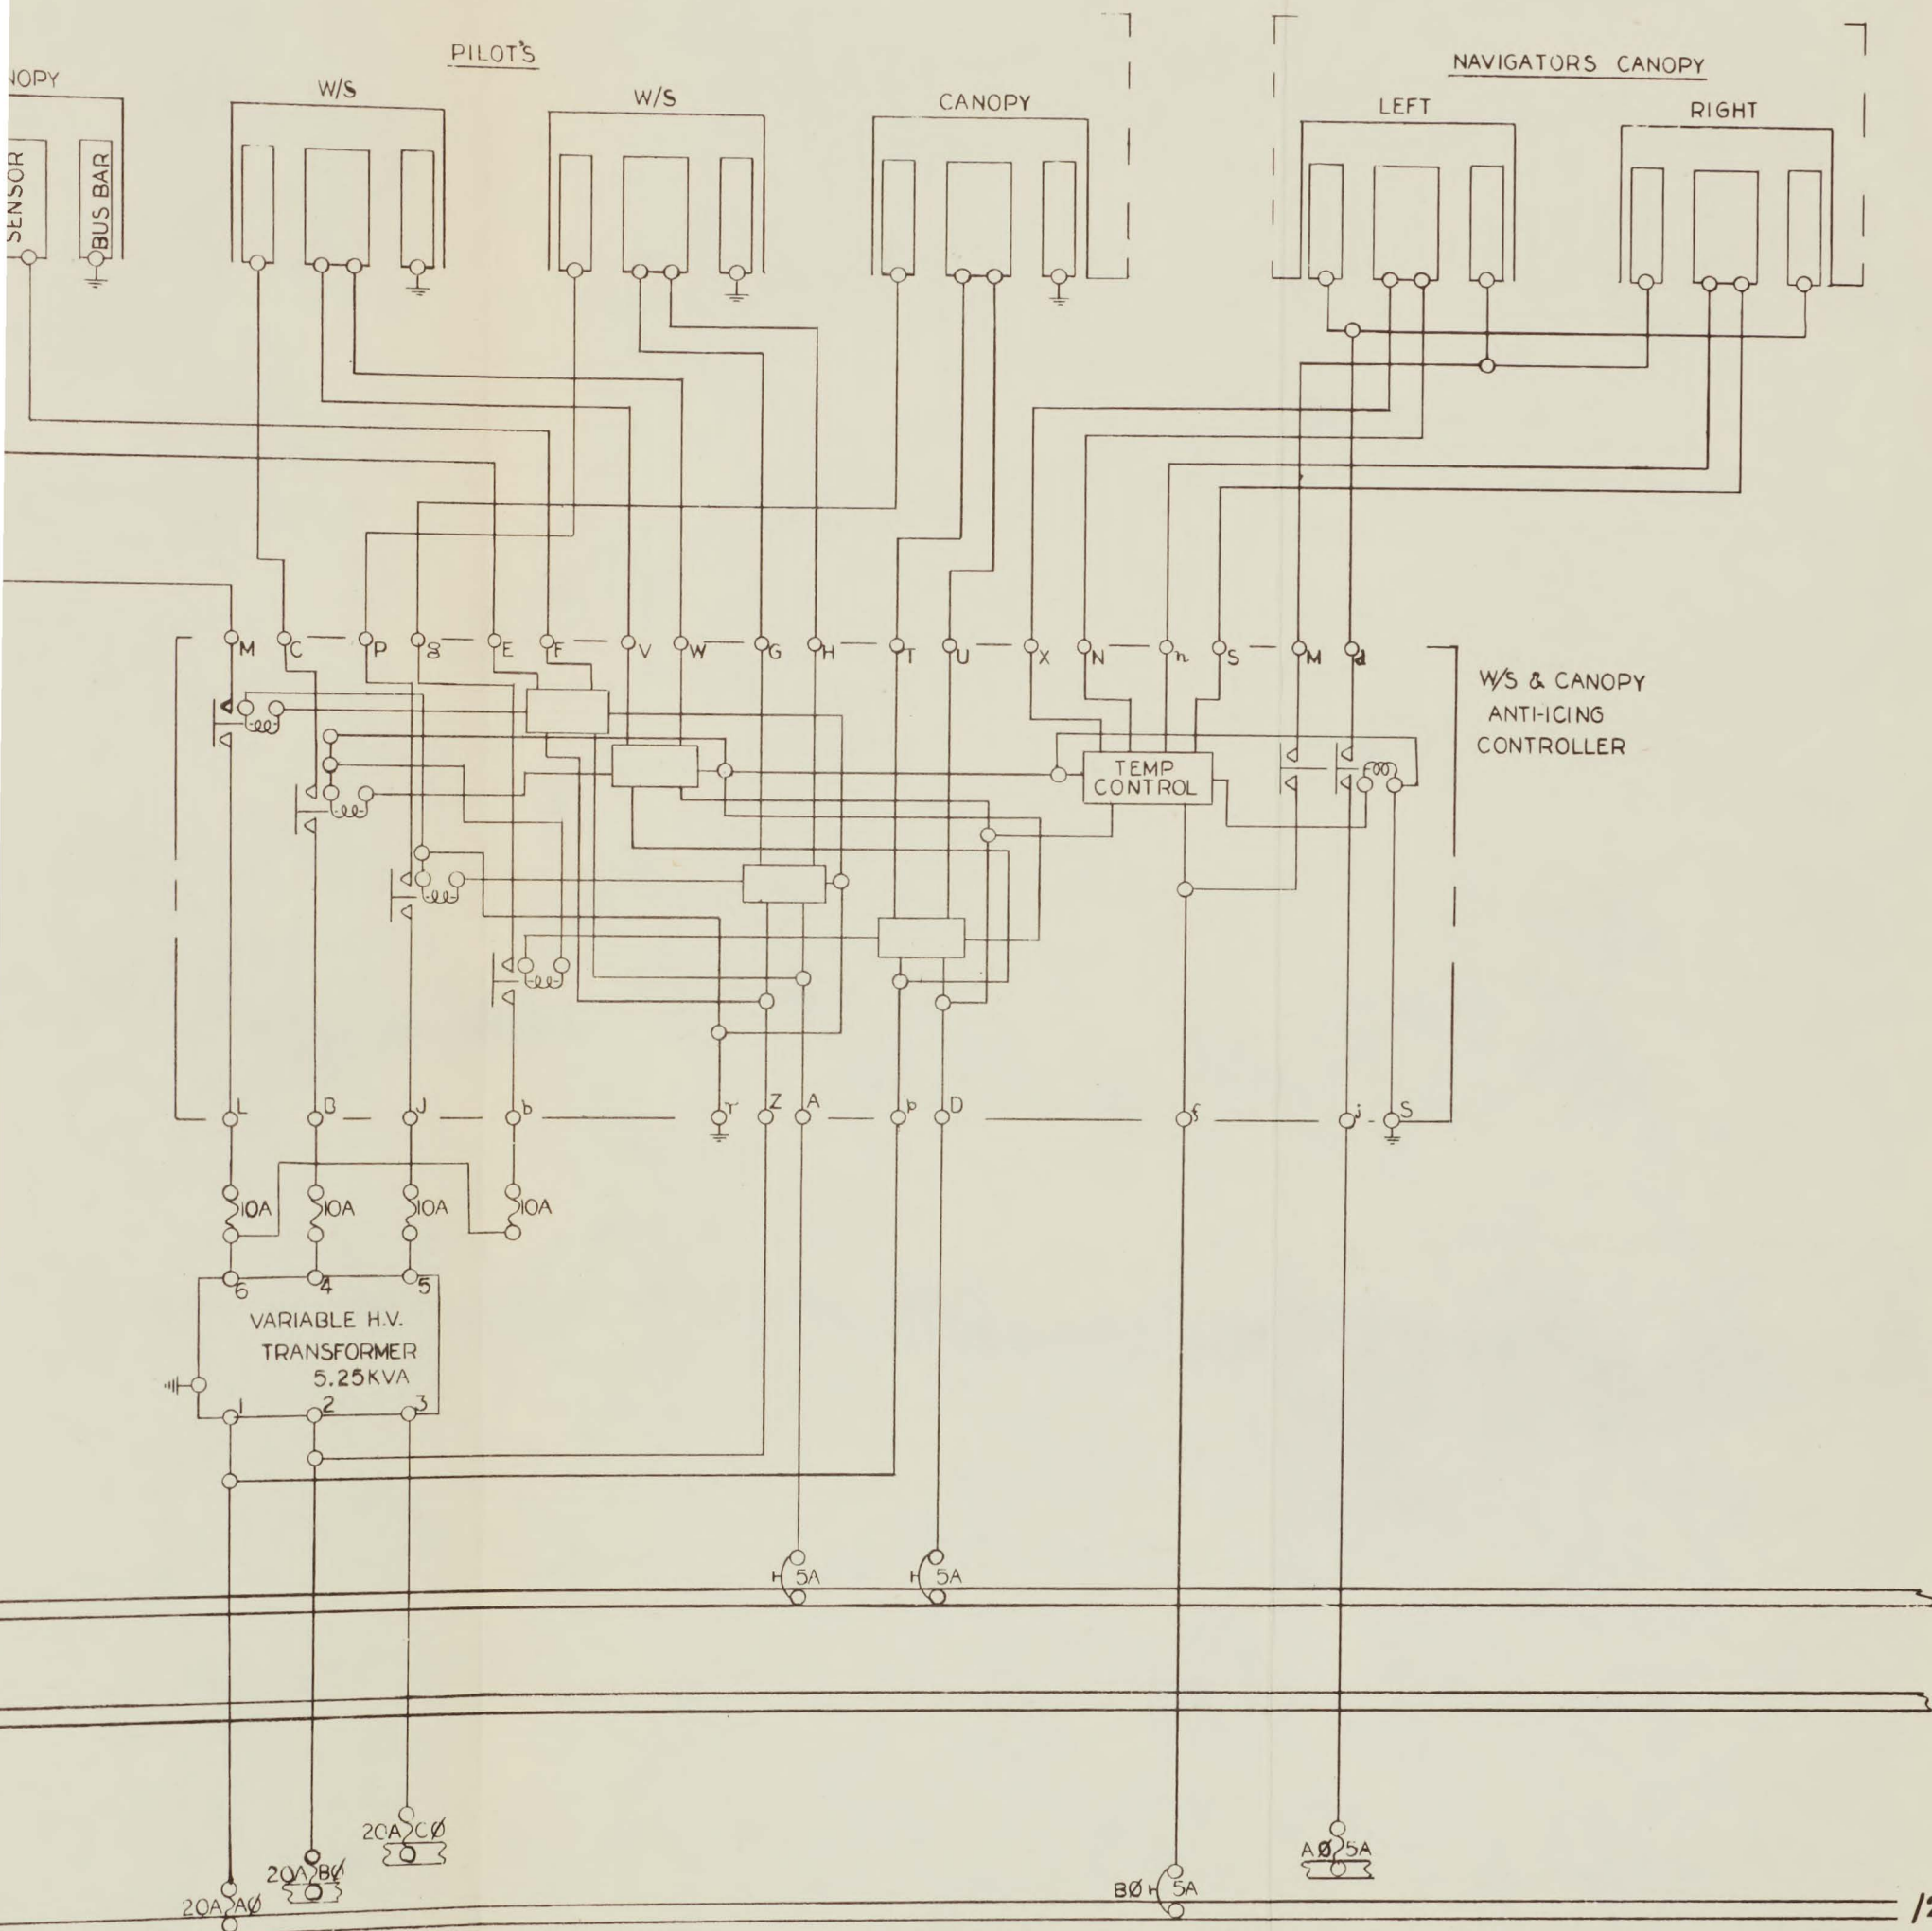 PILOT'S
NAVIGATORS CANOPY
NOPY
W/S
W/S
CANOPY
LEFT
RIGHT
SENSOR
BUS BAR
M C P g E F V W G H T U X N n S M d
W/S & CANOPY
ANTI-ICING
CONTROLLER
TEMP
CONTROL
L B J b r Z A p D f j S
10A 10A 10A 10A
6 4 5
VARIABLE H.V.
TRANSFORMER
5.25KVA
1 2 3
5A 5A
20A CØ
20A BØ
20A AØ
AØ 5A
BØ 5A